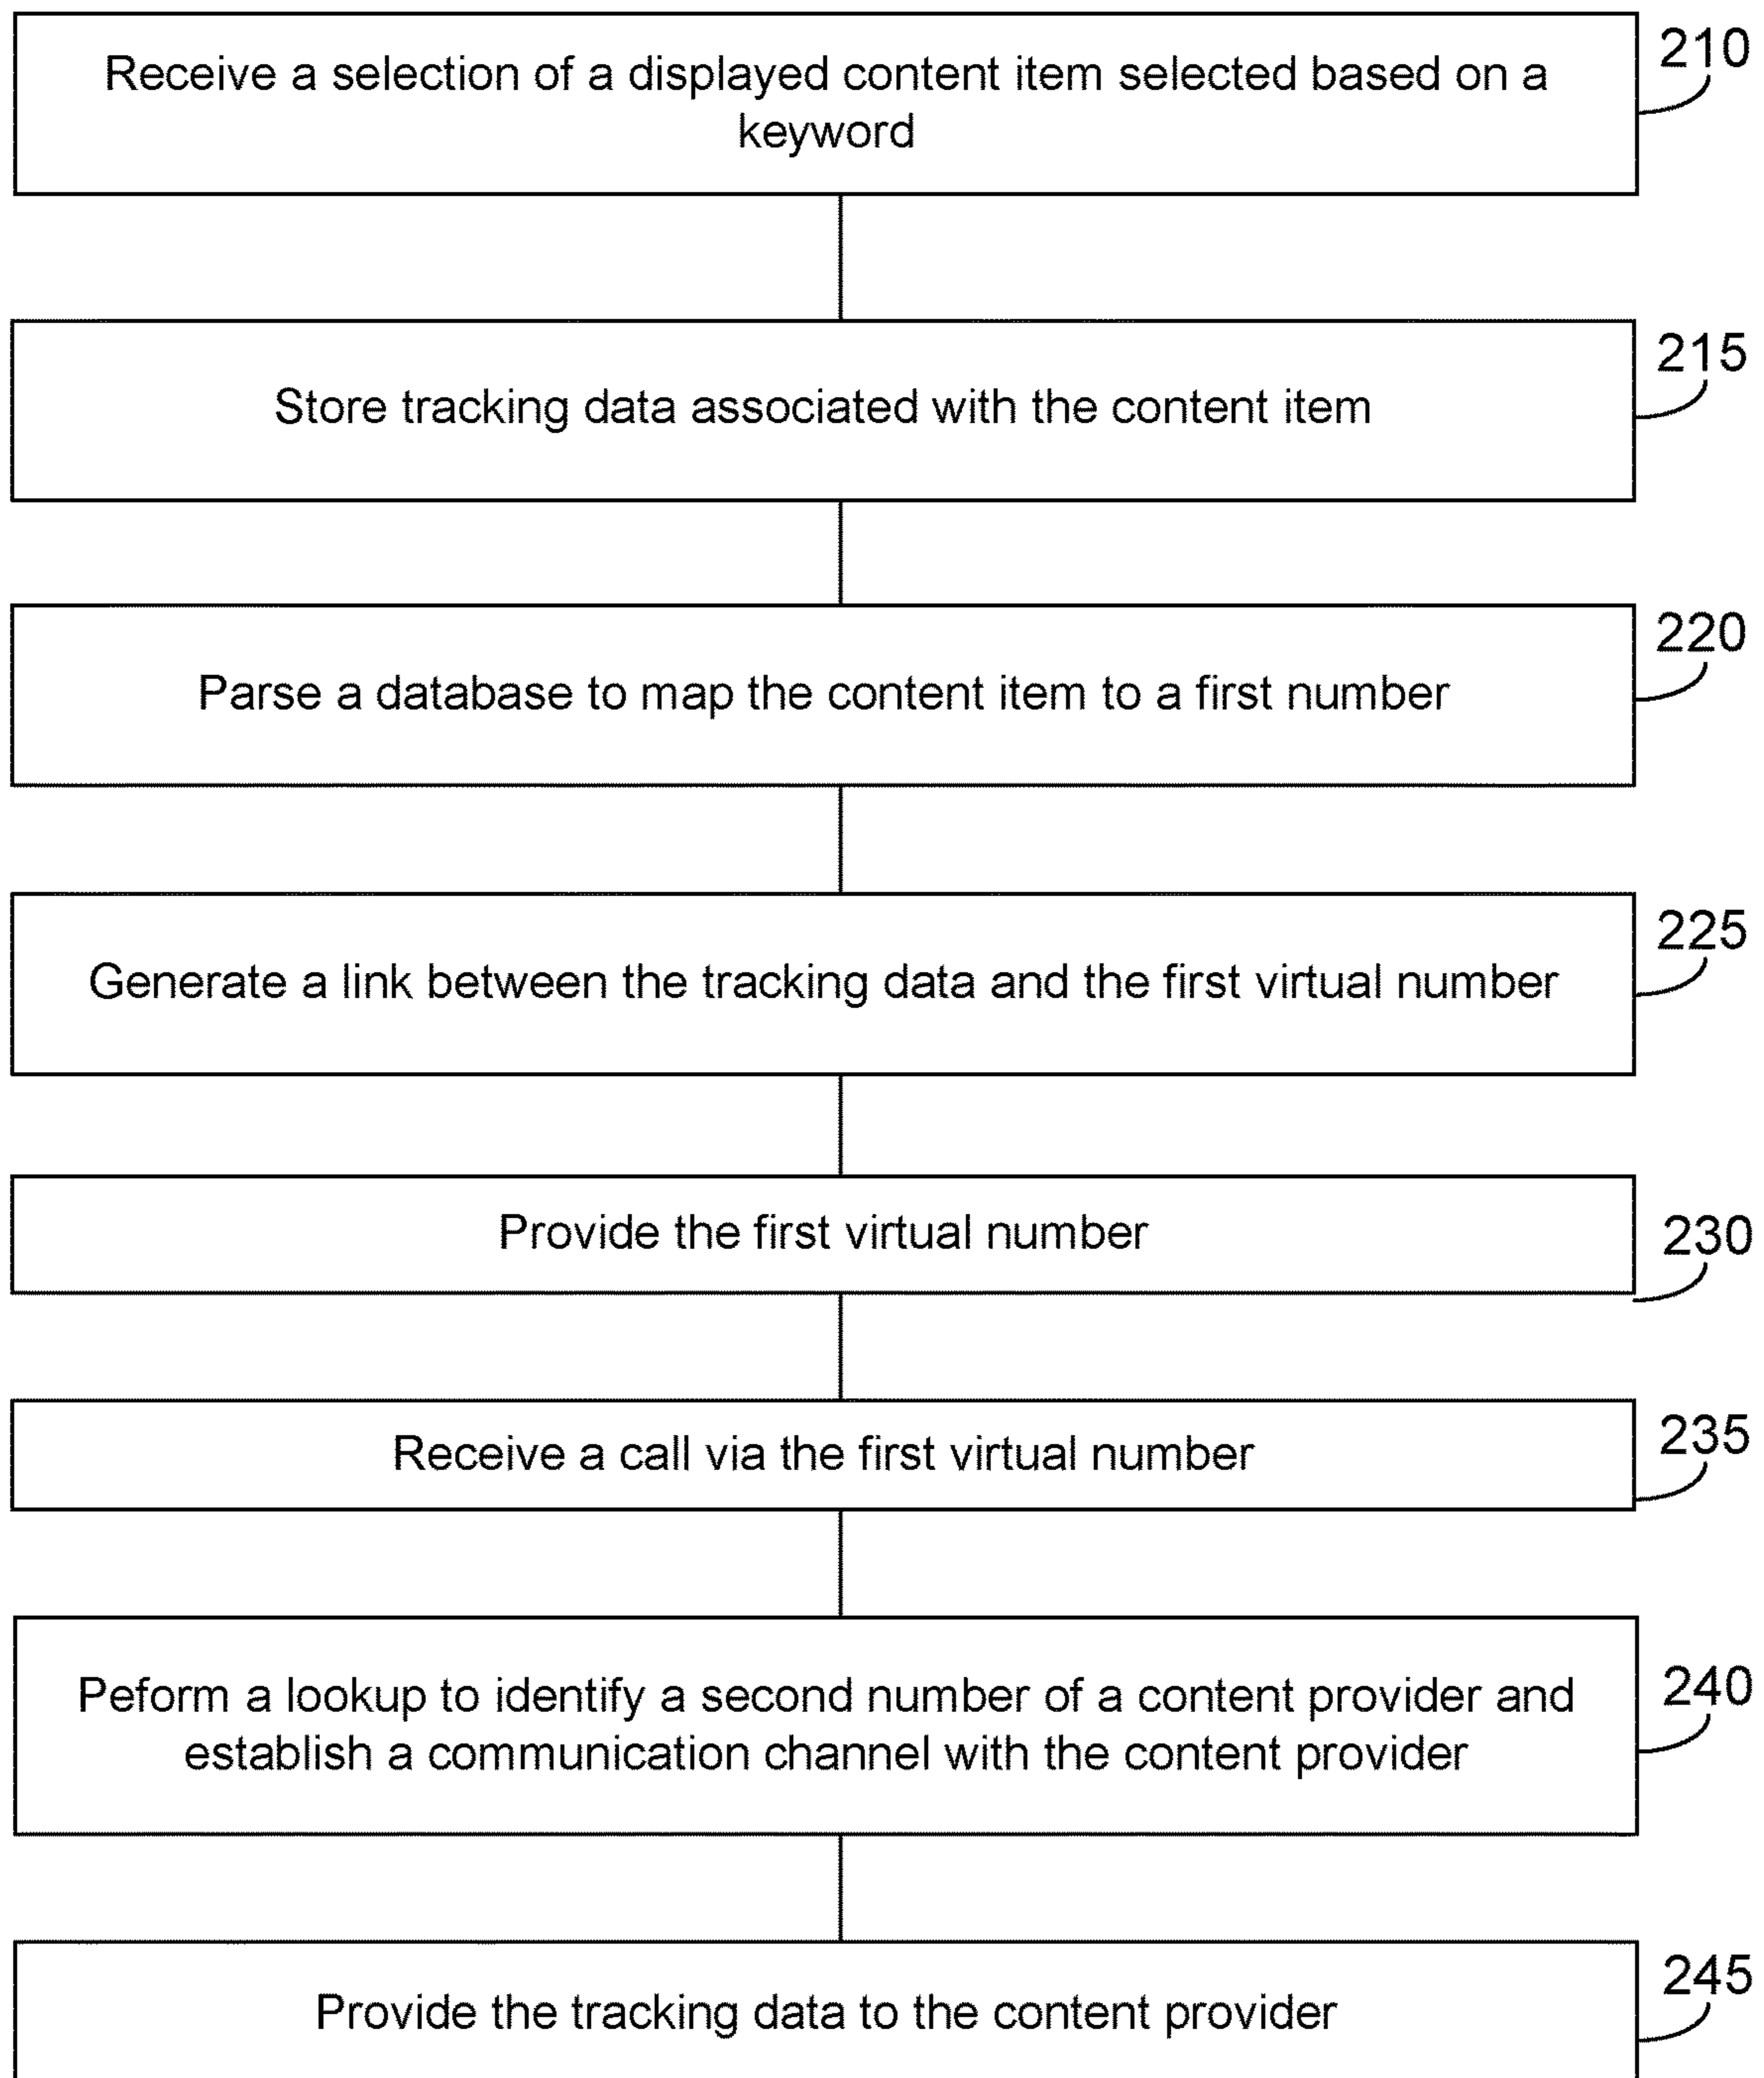 210
Receive a selection of a displayed content item selected based on a
keyword
215
Store tracking data associated with the content item
220
Parse a database to map the content item to a first number
225
Generate a link between the tracking data and the first virtual number
Provide the first virtual number
230
235
Receive a call via the first virtual number
240
Peform a lookup to identify a second number of a content provider and
establish a communication channel with the content provider
245
Provide the tracking data to the content provider